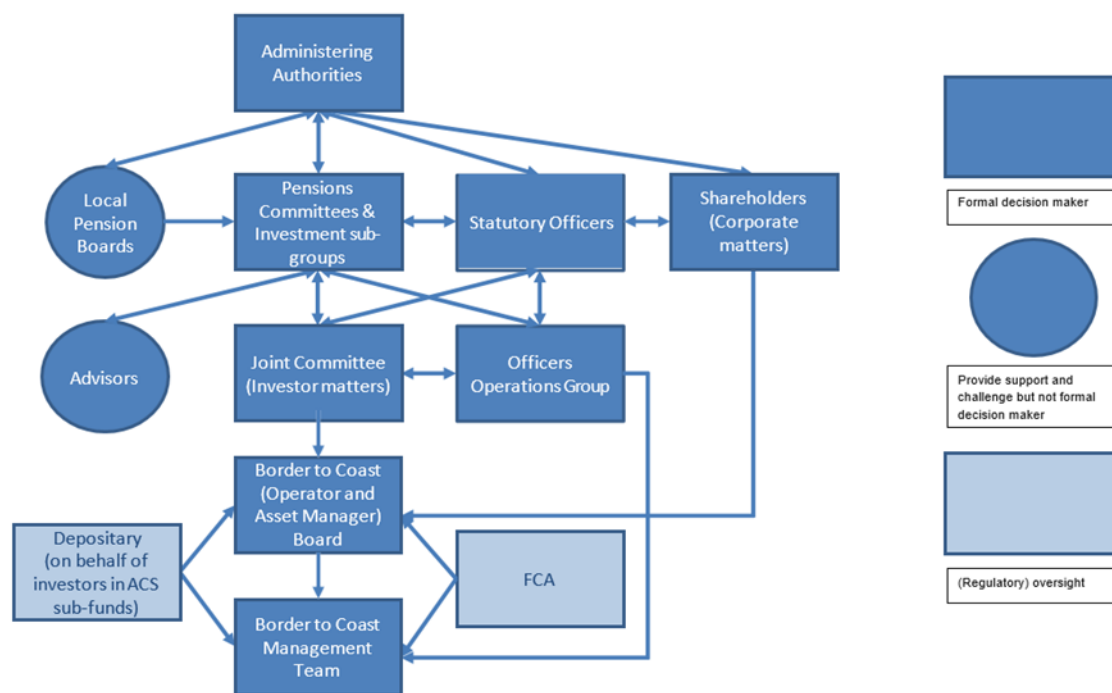 Administering
Authorities
Local
Pension
Boards
Pensions
Committees &
Investment sub-
groups
Statutory Officers
Shareholders
(Corporate
matters)
Formal decision maker
Advisors
Joint Committee
(Investor matters)
Officers
Operations Group
Provide support and
challenge but not formal
decision maker
Border to Coast
(Operator and
Asset Manager)
Board
Depositary
(on behalf of
investors in ACS
sub-funds)
FCA
(Regulatory) oversight
Border to Coast
Management
Team